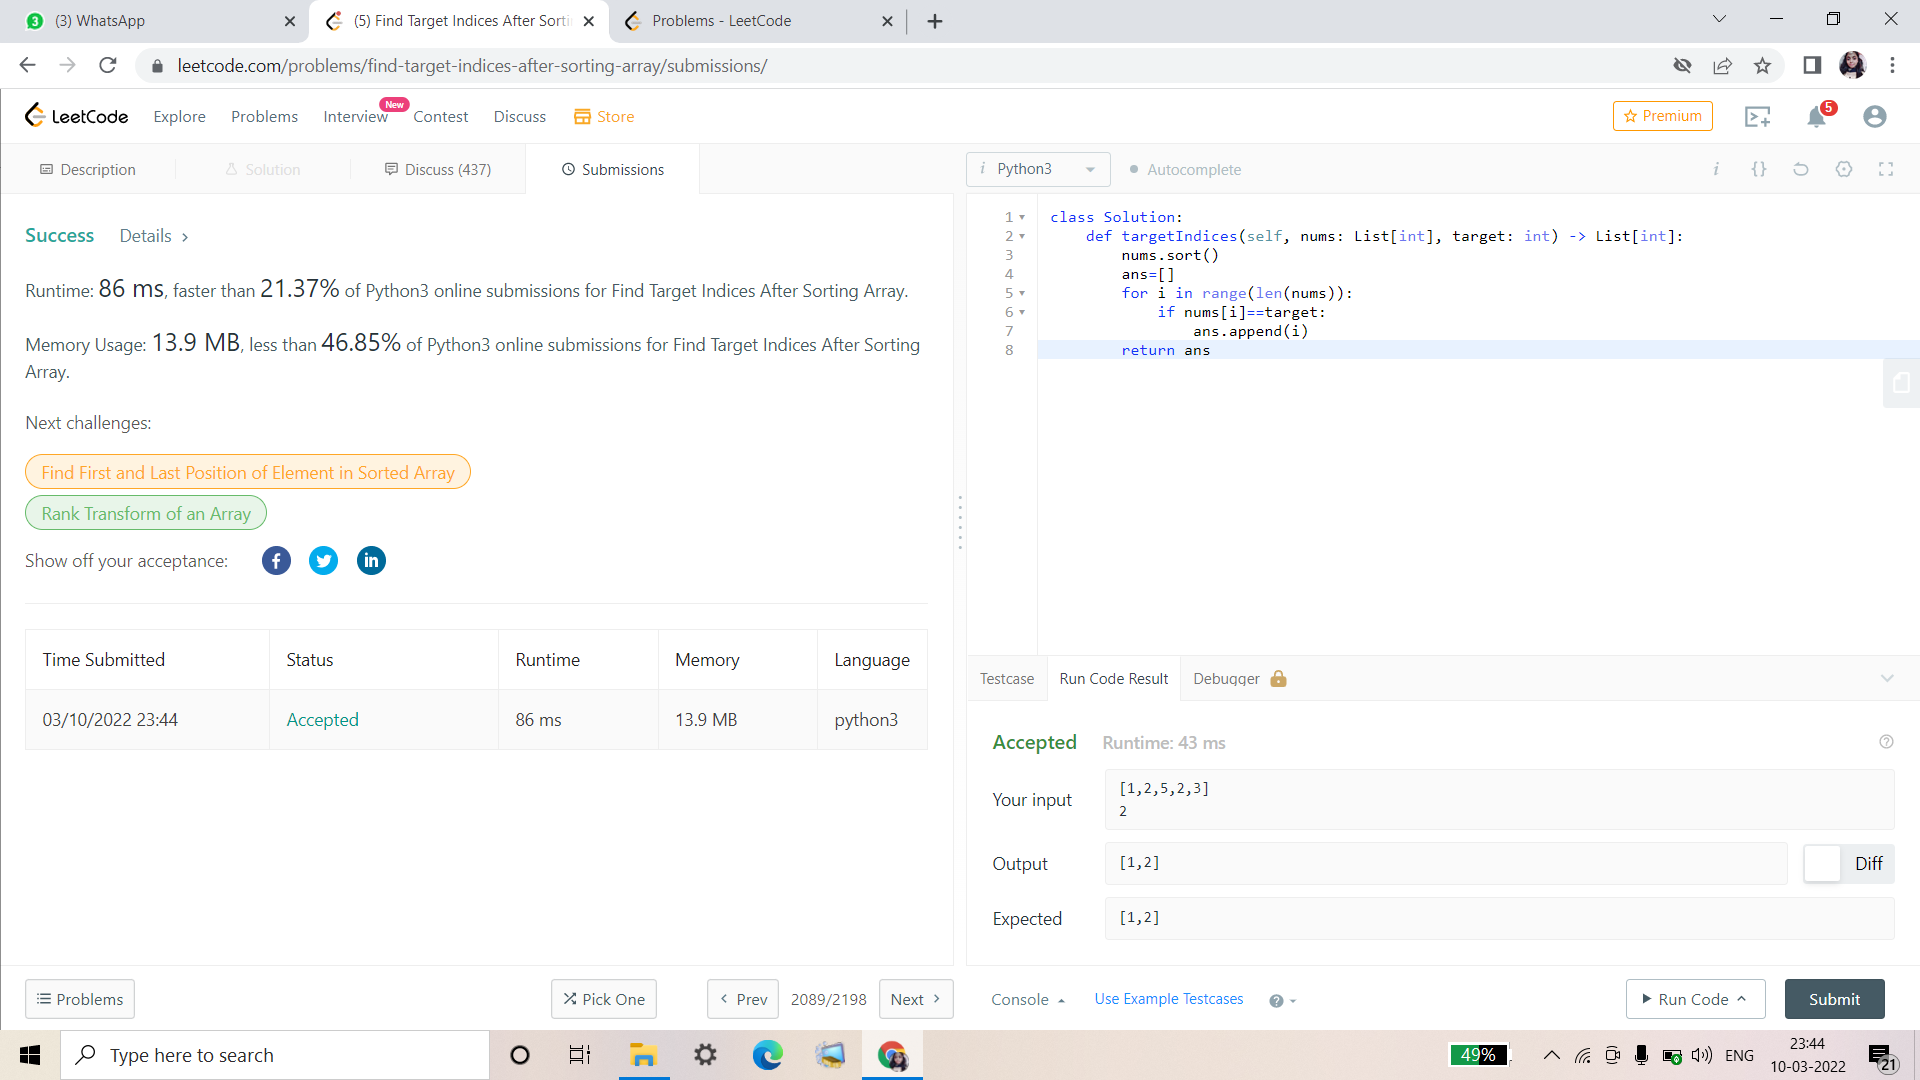 (3) WhatsApp
(5) Find Target Indices After Sorti
Problems - LeetCode
leetcode.com/problems/find-target-indices-after-sorting-array/submissions/
LeetCode
Explore
Problems
Interview
New
Contest
Discuss
Store
Premium
5
Description
Solution
Discuss (437)
Submissions
i Python3
Autocomplete
Success
Details
Runtime: 86 ms, faster than 21.37% of Python3 online submissions for Find Target Indices After Sorting Array.
Memory Usage: 13.9 MB, less than 46.85% of Python3 online submissions for Find Target Indices After Sorting
Array.
Next challenges:
Find First and Last Position of Element in Sorted Array
Rank Transform of an Array
Show off your acceptance:
Time Submitted Status Runtime Memory Language
03/10/2022 23:44 Accepted 86 ms 13.9 MB python3
1 class Solution:
2 def targetIndices(self, nums: List[int], target: int) -> List[int]:
3 nums.sort()
4 ans=[]
5 for i in range(len(nums)):
6 if nums[i]==target:
7 ans.append(i)
8 return ans
Testcase
Run Code Result
Debugger
Accepted
Runtime: 43 ms
Your input
[1,2,5,2,3]
2
Output
[1,2]
Diff
Expected
[1,2]
Problems
Pick One
Prev
2089/2198
Next
Console
Use Example Testcases
Run Code
Submit
Type here to search
49%
ENG
23:44
10-03-2022
21